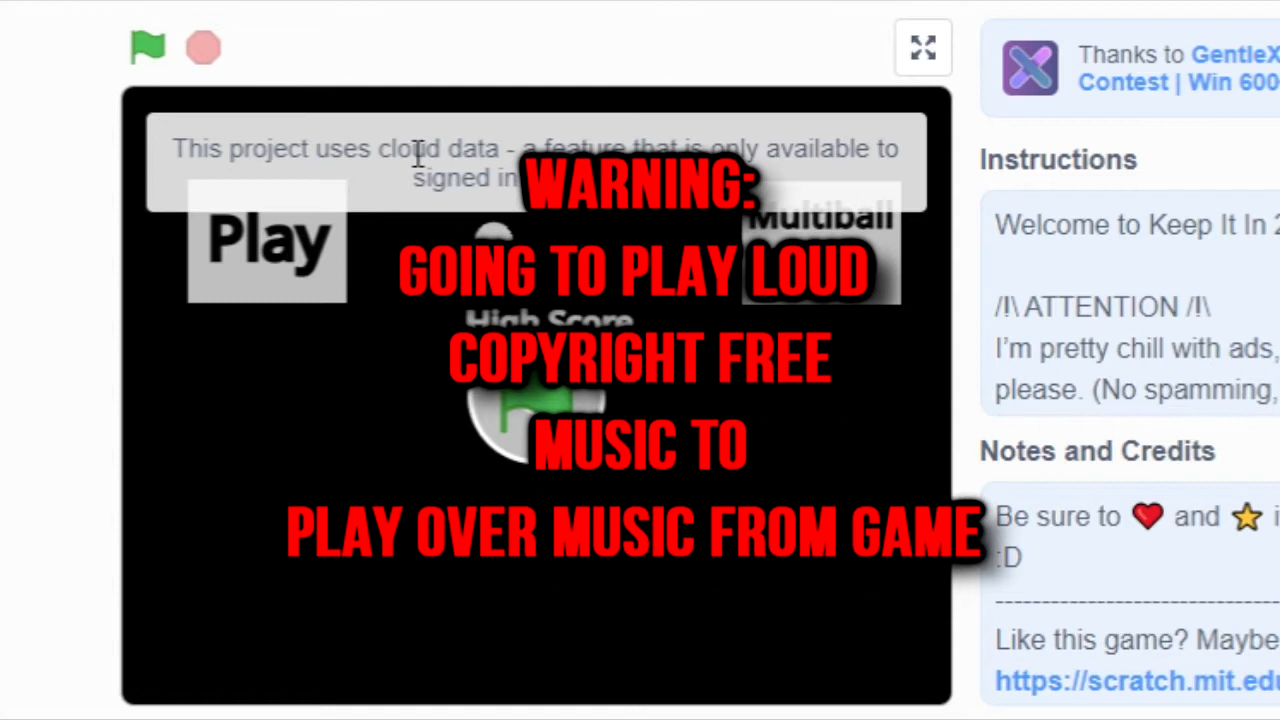 Thanks to GentleX
Contest | Win 600
This project uses cloud data - a feature that is only available to
signed in
WARNING:
Play
Multiball
GOING TO PLAY LOUD
High Score
COPYRIGHT FREE
MUSIC TO
PLAY OVER MUSIC FROM GAME
Instructions
Welcome to Keep It In 2
/!\ ATTENTION /!\
I'm pretty chill with ads,
please. (No spamming,
Notes and Credits
Be sure to ❤ and ⭐ i
:D
-----------------------------------
Like this game? Maybe
https://scratch.mit.edu